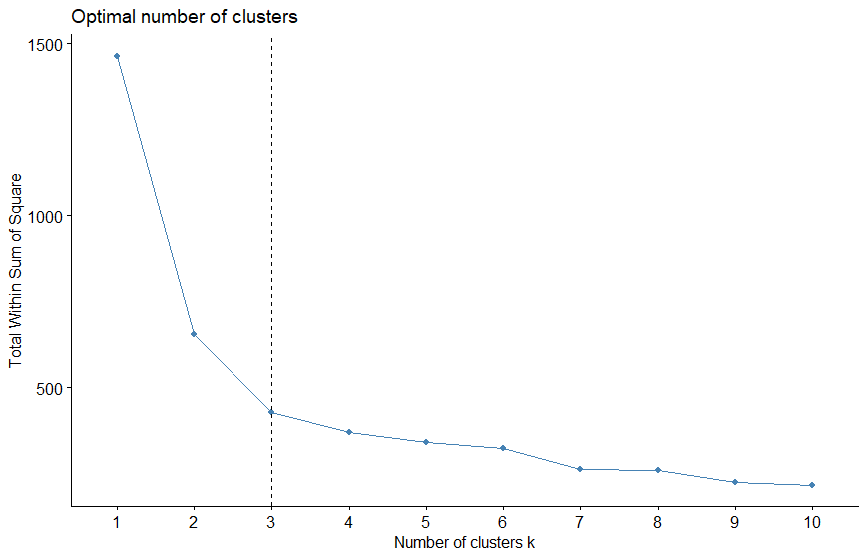 Optimal number of clusters
Total Within Sum of Square
1500
1000
500
1 2 3 4 5 6 7 8 9 10
Number of clusters k